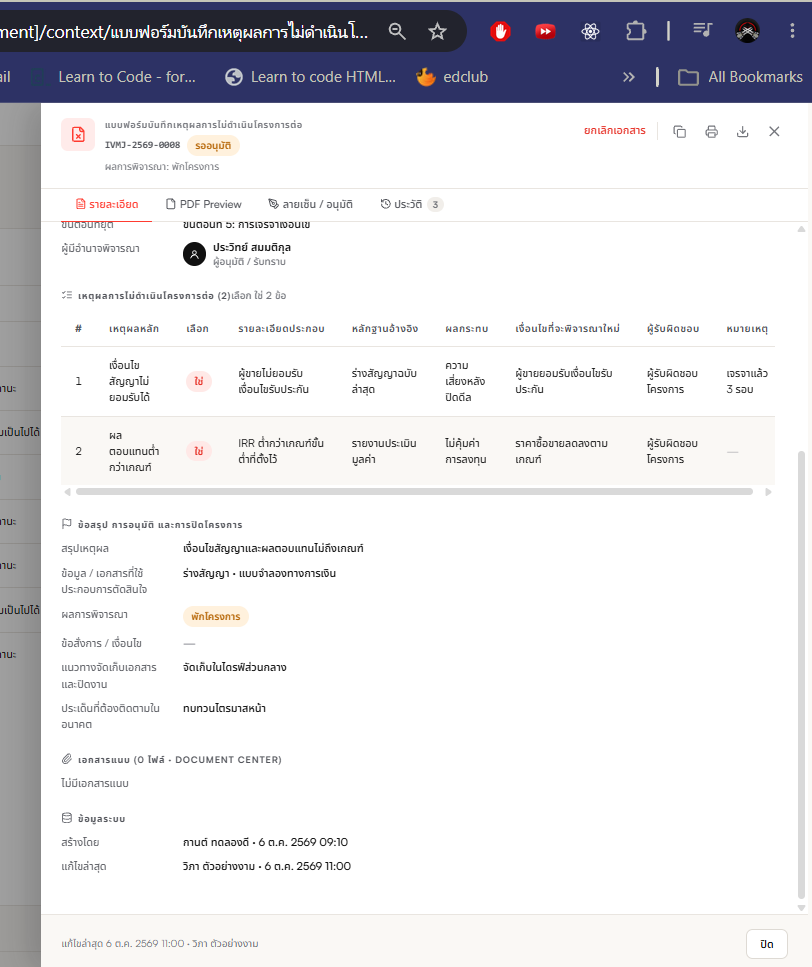 ment]/context/แบบฟอร์มบันทึกเหตุผลการไม่ดำเนินโ...
ail
Learn to Code - for...
Learn to code HTML...
edclub
»
All Bookmarks
แบบฟอร์มบันทึกเหตุผลการไม่ดำเนินโครงการต่อ
IVMJ-2569-0008 รออนุมัติ
ผลการพิจารณา: พักโครงการ
ยกเลิกเอกสาร
รายละเอียด
PDF Preview
ลายเซ็น / อนุมัติ
ประวัติ 3
ขั้นตอนที่ยุติ
ขั้นตอนที่ 5: การเจรจาเงื่อนไข
ผู้มีอำนาจพิจารณา
ประวิทย์ สมมติกุล
ผู้อนุมัติ / รับทราบ
เหตุผลการไม่ดำเนินโครงการต่อ (2)เลือก ใช่ 2 ข้อ
# เหตุผลหลัก เลือก รายละเอียดประกอบ หลักฐานอ้างอิง ผลกระทบ เงื่อนไขที่จะพิจารณาใหม่ ผู้รับผิดชอบ หมายเหตุ
1
เงื่อนไข
สัญญาไม่
ยอมรับได้
ใช่
ผู้ขายไม่ยอมรับ
เงื่อนไขรับประกัน
ร่างสัญญาฉบับ
ล่าสุด
ความ
เสี่ยงหลัง
ปิดดีล
ผู้ขายยอมรับเงื่อนไขรับ
ประกัน
ผู้รับผิดชอบ
โครงการ
เจรจาแล้ว
3 รอบ
2
ผล
ตอบแทนต่ำ
กว่าเกณฑ์
ใช่
IRR ต่ำกว่าเกณฑ์ขั้น
ต่ำที่ตั้งไว้
รายงานประเมิน
มูลค่า
ไม่คุ้มค่า
การลงทุน
ราคาซื้อขายลดลงตาม
เกณฑ์
ผู้รับผิดชอบ
โครงการ
—
ข้อสรุป การอนุมัติ และการปิดโครงการ
สรุปเหตุผล
เงื่อนไขสัญญาและผลตอบแทนไม่ถึงเกณฑ์
ข้อมูล / เอกสารที่ใช้
ประกอบการตัดสินใจ
ร่างสัญญา · แบบจำลองทางการเงิน
ผลการพิจารณา
พักโครงการ
ข้อสั่งการ / เงื่อนไข
—
แนวทางจัดเก็บเอกสาร
และปิดงาน
จัดเก็บในไดรฟ์ส่วนกลาง
ประเด็นที่ต้องติดตามใน
อนาคต
ทบทวนไตรมาสหน้า
เอกสารแนบ (0 ไฟล์ · DOCUMENT CENTER)
ไม่มีเอกสารแนบ
ข้อมูลระบบ
สร้างโดย
กานต์ ทดลองดี · 6 ต.ค. 2569 09:10
แก้ไขล่าสุด
วิภา ตัวอย่างงาน · 6 ต.ค. 2569 11:00
แก้ไขล่าสุด 6 ต.ค. 2569 11:00 · วิภา ตัวอย่างงาน
ปิด